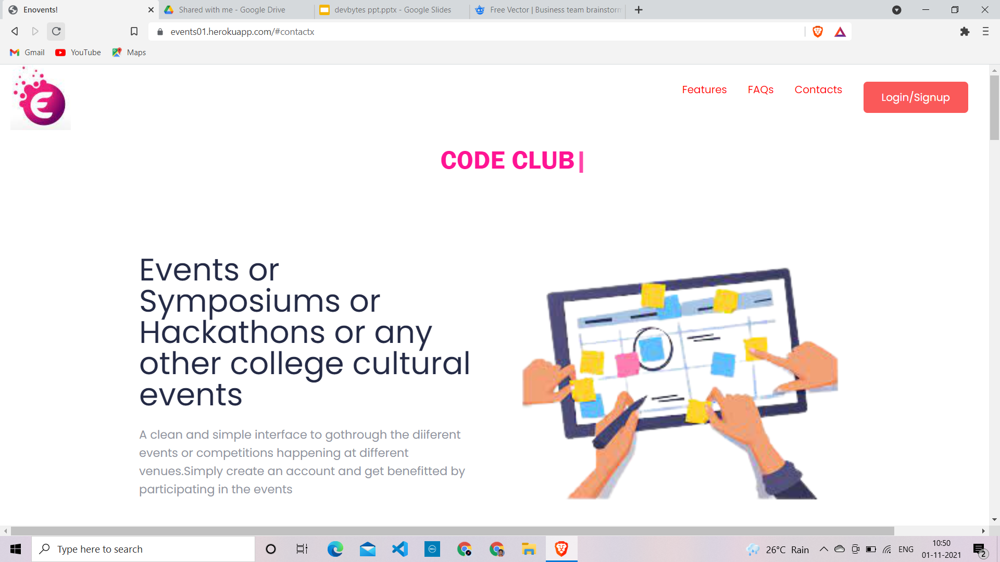 Enovents!
Shared with me - Google Drive
devbytes ppt.pptx - Google Slides
Free Vector | Business team brainstorm
events01.herokuapp.com/#contactx
Gmail
YouTube
Maps
E
Features
FAQs
Contacts
Login/Signup
CODE CLUB|
Events or
Symposiums or
Hackathons or any
other college cultural
events
A clean and simple interface to gothrough the diiferent
events or competitions happening at different
venues.Simply create an account and get benefitted by
participating in the events
Type here to search
DELL
26°C Rain
ENG
10:50
01-11-2021
2